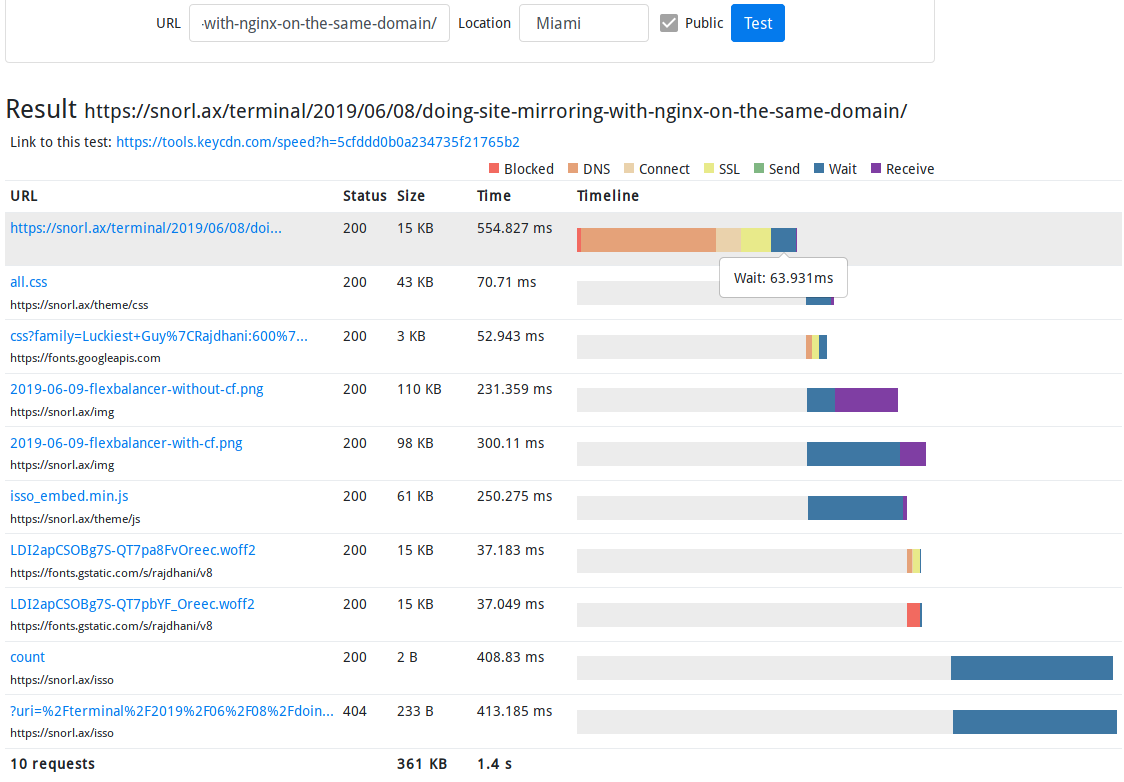 URL -with-nginx-on-the-same-domain/ Location Miami Public Test
Result https://snorl.ax/terminal/2019/06/08/doing-site-mirroring-with-nginx-on-the-same-domain/
Link to this test: https://tools.keycdn.com/speed?h=5cfddd0b0a234735f21765b2
Blocked DNS Connect SSL Send Wait Receive
URL Status Size Time Timeline
https://snorl.ax/terminal/2019/06/08/doi... 200 15 KB 554.827 ms
Wait: 63.931ms
all.css 200 43 KB 70.71 ms
https://snorl.ax/theme/css
css?family=Luckiest+Guy%7CRajdhani:600%7... 200 3 KB 52.943 ms
https://fonts.googleapis.com
2019-06-09-flexbalancer-without-cf.png 200 110 KB 231.359 ms
https://snorl.ax/img
2019-06-09-flexbalancer-with-cf.png 200 98 KB 300.11 ms
https://snorl.ax/img
isso_embed.min.js 200 61 KB 250.275 ms
https://snorl.ax/theme/js
LDI2apCSOBg7S-QT7pa8FvOreec.woff2 200 15 KB 37.183 ms
https://fonts.gstatic.com/s/rajdhani/v8
LDI2apCSOBg7S-QT7pbYF_Oreec.woff2 200 15 KB 37.049 ms
https://fonts.gstatic.com/s/rajdhani/v8
count 200 2 B 408.83 ms
https://snorl.ax/isso
?uri=%2Fterminal%2F2019%2F06%2F08%2Fdoin... 404 233 B 413.185 ms
https://snorl.ax/isso
10 requests 361 KB 1.4 s